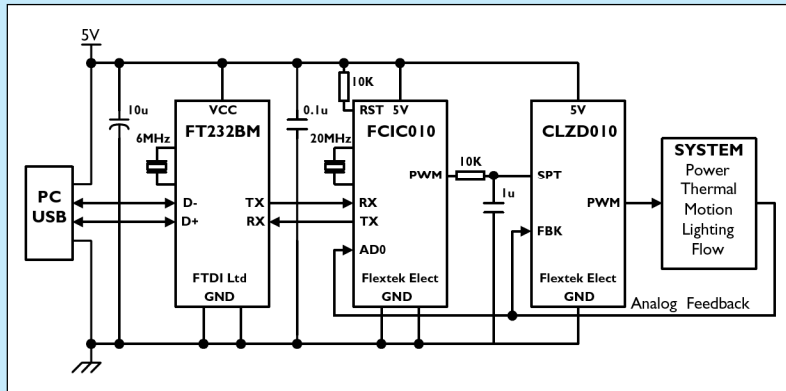 5V
10u
6MHz
VCC
FT232BM
D-
D+
TX
RX
FTDI Ltd
GND
PC
USB
0.1u
10K
20MHz
RST
5V
FCIC010
PWM
RX
TX
AD0
Flextek Elect
GND
10K
1u
5V
CLZD010
SPT
PWM
FBK
Flextek Elect
GND
SYSTEM
Power
Thermal
Motion
Lighting
Flow
Analog Feedback